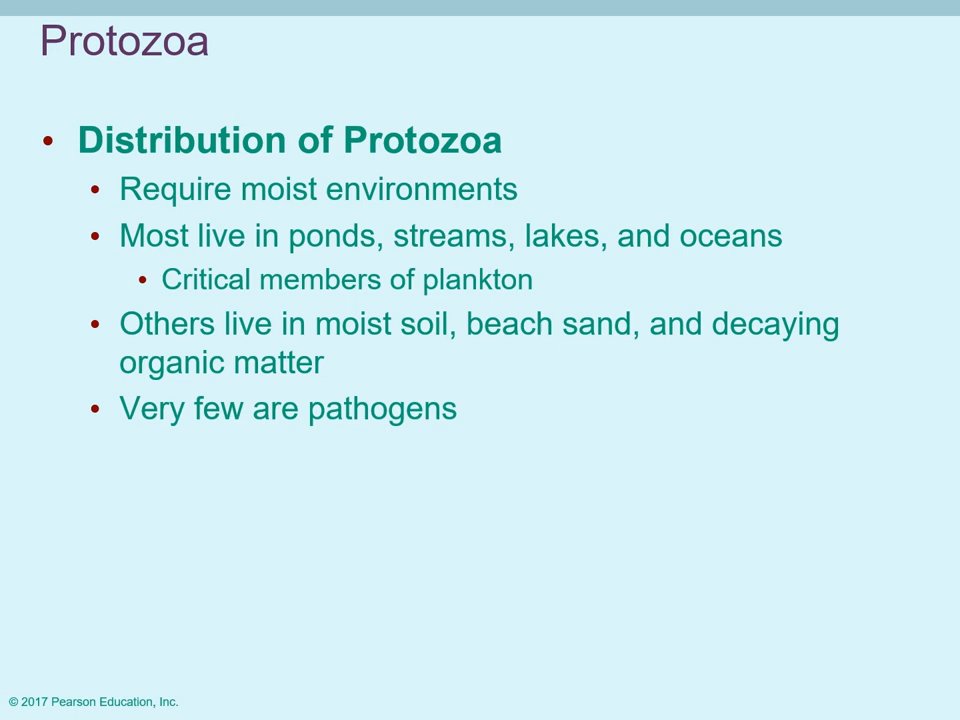 Protozoa
• Distribution of Protozoa
• Require moist environments
• Most live in ponds, streams, lakes, and oceans
• Critical members of plankton
• Others live in moist soil, beach sand, and decaying
organic matter
• Very few are pathogens
© 2017 Pearson Education, Inc.